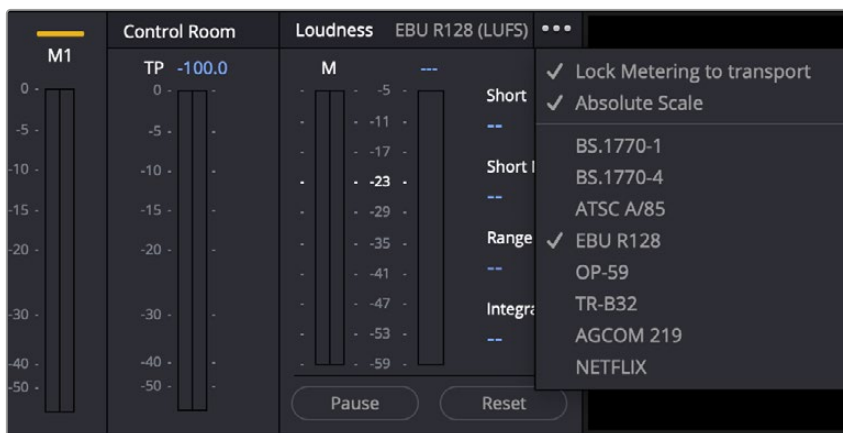 M1
0
-5
-10
-15
-20
-30
-40
-50
Control Room
TP -100.0
0
-5
-10
-15
-20
-30
-40
-50
Loudness EBU R128 (LUFS) •••
M ---
-5
-11
-17
-23
-29
-35
-41
-47
-53
-59
Short
--
Short
--
Range
--
--
Pause Reset
✓ Lock Metering to transport
✓ Absolute Scale
BS.1770-1
BS.1770-4
ATSC A/85
✓ EBU R128
OP-59
TR-B32
AGCOM 219
NETFLIX